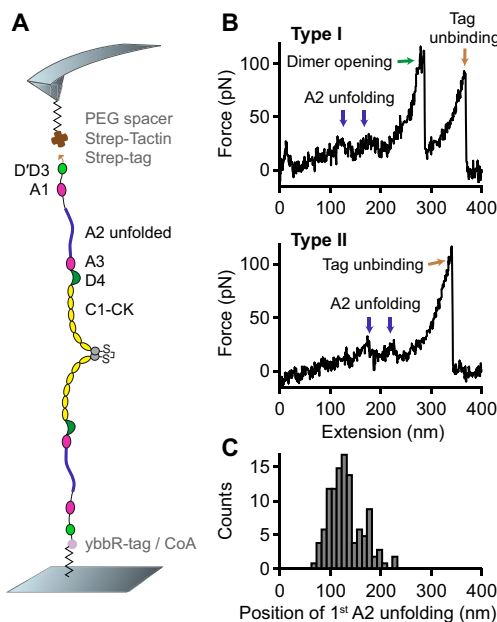 A
PEG spacer
Strep-Tactin
Strep-tag
D'D3
A1
A2 unfolded
A3
D4
C1-CK
S
S
ybbR-tag / CoA
B
Type I
Tag
unbinding
Dimer opening
A2 unfolding
Force (pN)
100
50
0
0 100 200 300 400
Type II
Tag unbinding
A2 unfolding
Force (pN)
100
50
0
0 100 200 300 400
Extension (nm)
C
Counts
15
10
5
0
0 100 200 300 400
Position of 1st A2 unfolding (nm)